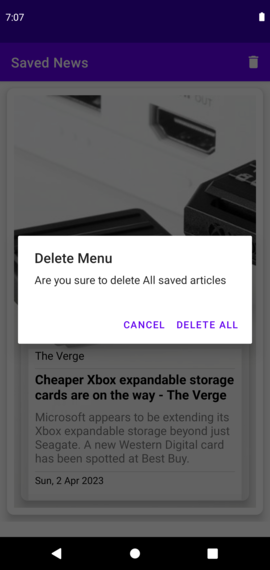 7:07
Saved News
Delete Menu
Are you sure to delete All saved articles
CANCEL DELETE ALL
The Verge
Cheaper Xbox expandable storage
cards are on the way - The Verge
Microsoft appears to be extending its
Xbox expandable storage beyond just
Seagate. A new Western Digital card
has been spotted at Best Buy.
Sun, 2 Apr 2023